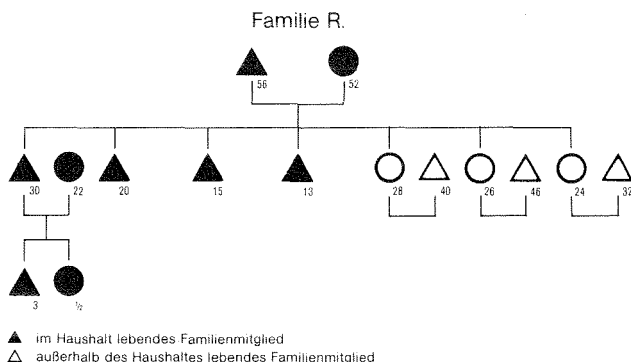 Familie R.
56 52
30 22 20 15 13 28 40 26 46 24 32
3 ½
im Haushalt lebendes Familienmitglied
außerhalb des Haushaltes lebendes Familienmitglied